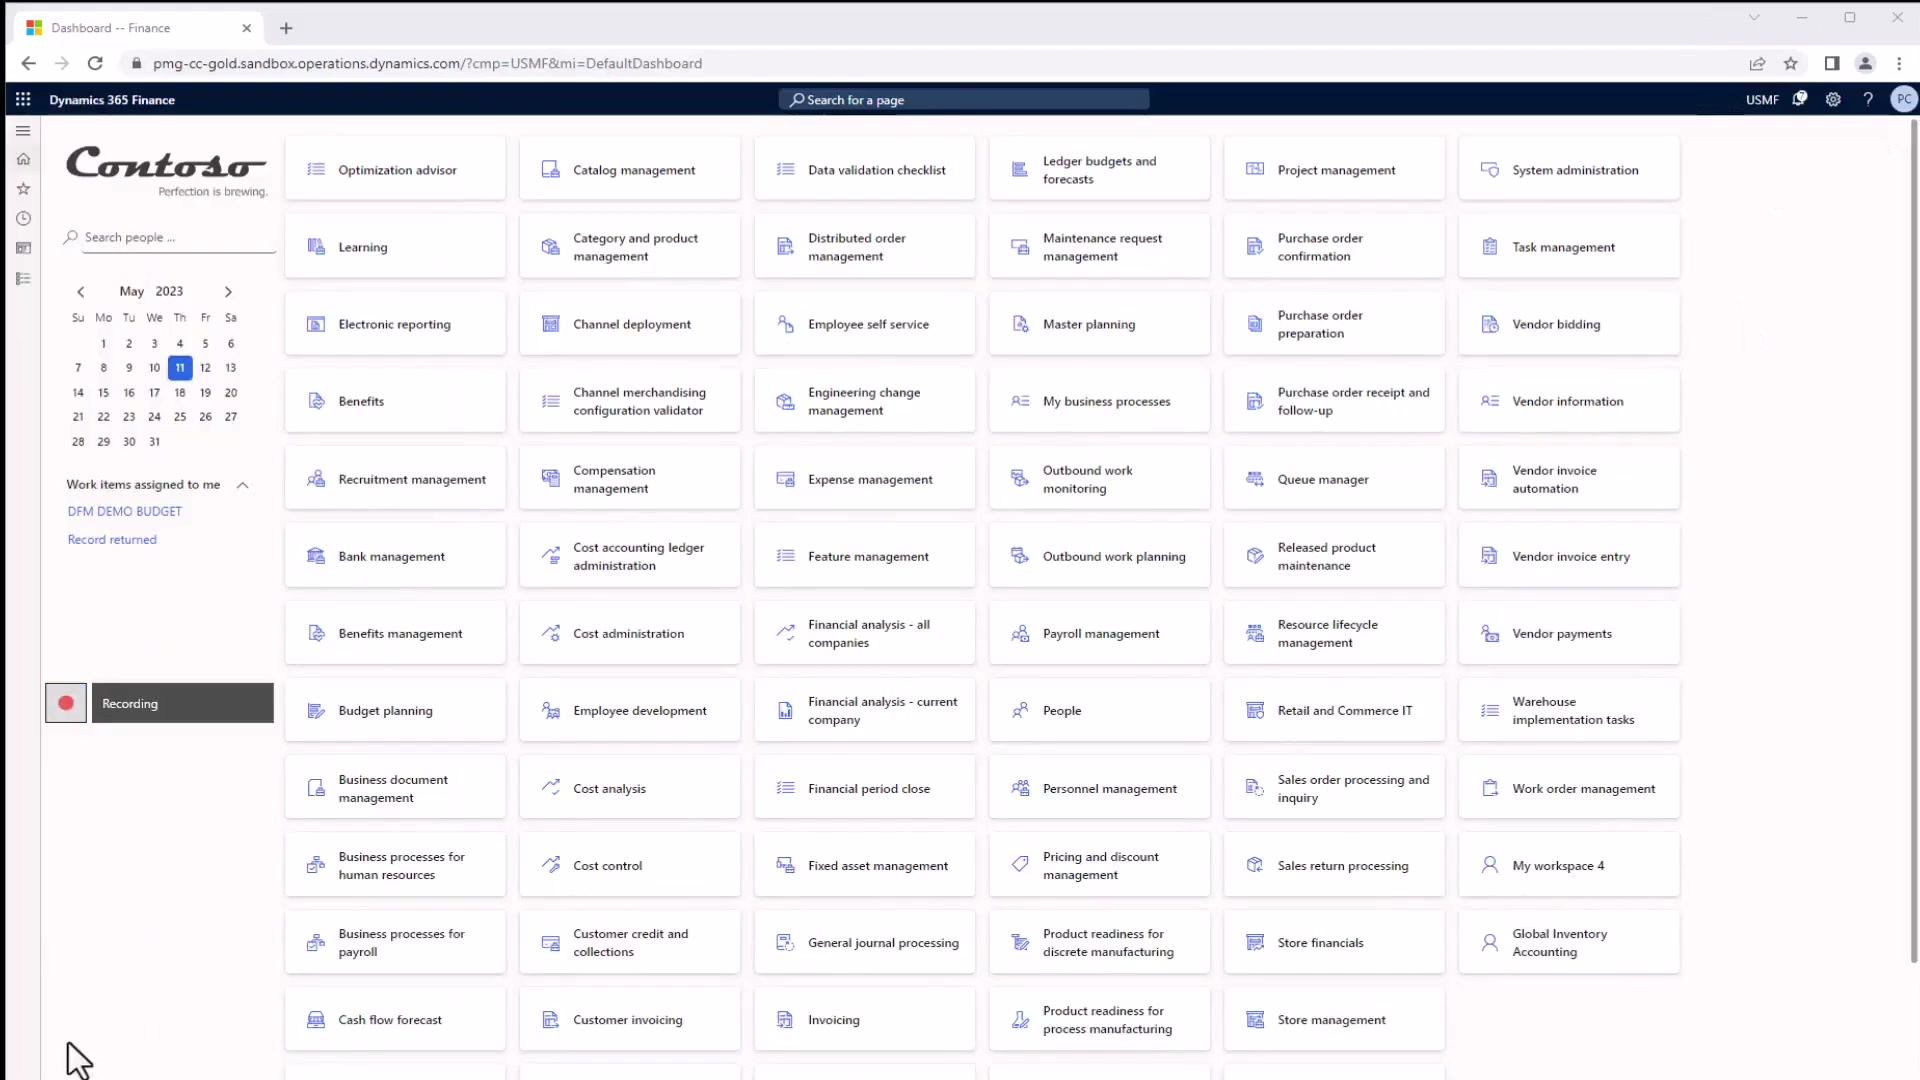 Dashboard -- Finance
pmg-cc-gold.sandbox.operations.dynamics.com/?cmp=USMF&mi=DefaultDashboard
Dynamics 365 Finance
Search for a page
USMF
7
?
PC
Contoso
Perfection is brewing.
Search people ...
May 2023
Su Mo Tu We Th Fr Sa
1 2 3 4 5 6
7 8 9 10 11 12 13
14 15 16 17 18 19 20
21 22 23 24 25 26 27
28 29 30 31
Work items assigned to me
DFM DEMO BUDGET
Record returned
Recording
Optimization advisor
Learning
Electronic reporting
Benefits
Recruitment management
Bank management
Benefits management
Budget planning
Business document
management
Business processes for
human resources
Business processes for
payroll
Cash flow forecast
Catalog management
Category and product
management
Channel deployment
Channel merchandising
configuration validator
Compensation
management
Cost accounting ledger
administration
Cost administration
Employee development
Cost analysis
Cost control
Customer credit and
collections
Customer invoicing
Data validation checklist
Distributed order
management
Employee self service
Engineering change
management
Expense management
Feature management
Financial analysis - all
companies
Financial analysis - current
company
Financial period close
Fixed asset management
General journal processing
Invoicing
Ledger budgets and
forecasts
Maintenance request
management
Master planning
My business processes
Outbound work
monitoring
Outbound work planning
Payroll management
People
Personnel management
Pricing and discount
management
Product readiness for
discrete manufacturing
Product readiness for
process manufacturing
Project management
Purchase order
confirmation
Purchase order
preparation
Purchase order receipt and
follow-up
Queue manager
Released product
maintenance
Resource lifecycle
management
Retail and Commerce IT
Sales order processing and
inquiry
Sales return processing
Store financials
Store management
System administration
Task management
Vendor bidding
Vendor information
Vendor invoice
automation
Vendor invoice entry
Vendor payments
Warehouse
implementation tasks
Work order management
My workspace 4
Global Inventory
Accounting